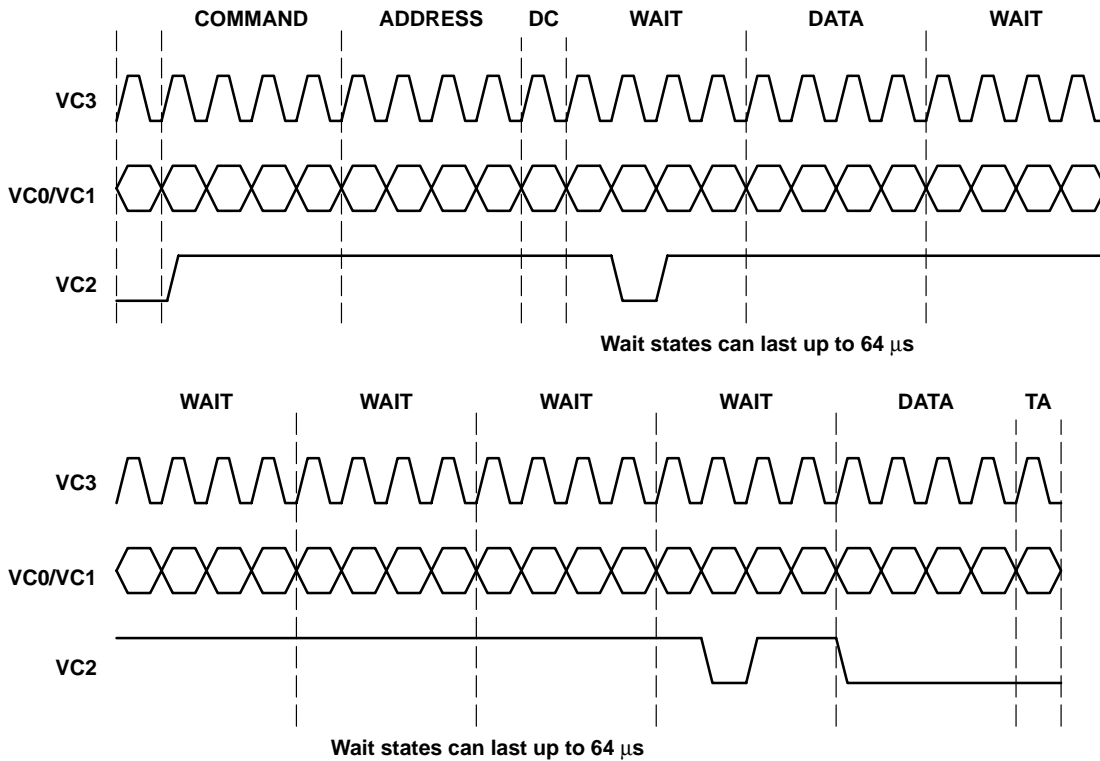 COMMAND ADDRESS DC WAIT DATA WAIT
VC3
VC0/VC1
VC2
Wait states can last up to 64 μs
WAIT WAIT WAIT WAIT DATA TA
VC3
VC0/VC1
VC2
Wait states can last up to 64 μs